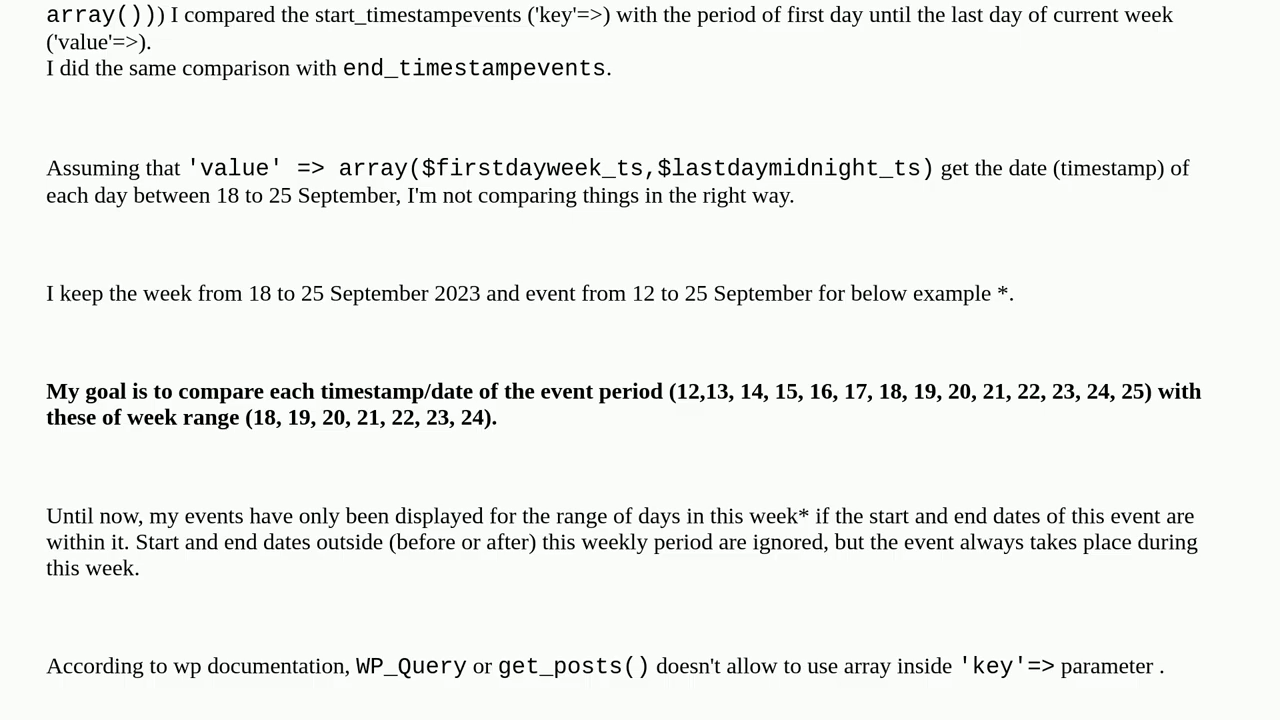 array())) I compared the start_timestampevents ('key'=>) with the period of first day until the last day of current week
('value'=>).
I did the same comparison with end_timestampevents.
Assuming that 'value' => array($firstdayweek_ts,$lastdaymidnight_ts) get the date (timestamp) of
each day between 18 to 25 September, I'm not comparing things in the right way.
I keep the week from 18 to 25 September 2023 and event from 12 to 25 September for below example *.
My goal is to compare each timestamp/date of the event period (12,13, 14, 15, 16, 17, 18, 19, 20, 21, 22, 23, 24, 25) with
these of week range (18, 19, 20, 21, 22, 23, 24).
Until now, my events have only been displayed for the range of days in this week* if the start and end dates of this event are
within it. Start and end dates outside (before or after) this weekly period are ignored, but the event always takes place during
this week.
According to wp documentation, WP_Query or get_posts() doesn't allow to use array inside 'key'=> parameter .